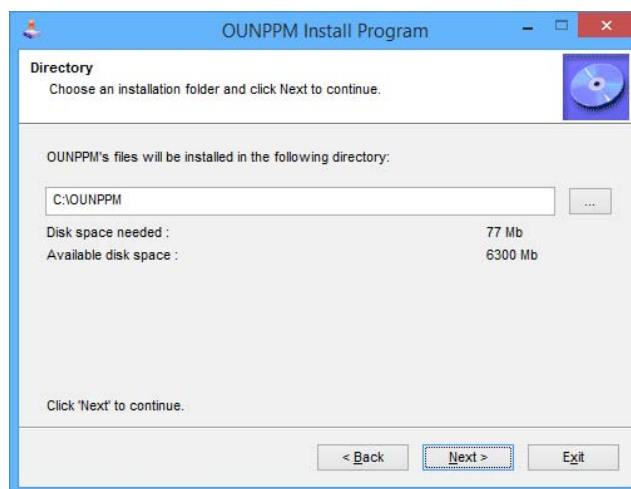 OUNPPM Install Program
Directory
Choose an installation folder and click Next to continue.
OUNPPM's files will be installed in the following directory:
C:\OUNPPM
...
Disk space needed : 77 Mb
Available disk space : 6300 Mb
Click 'Next' to continue.
< Back Next > Exit